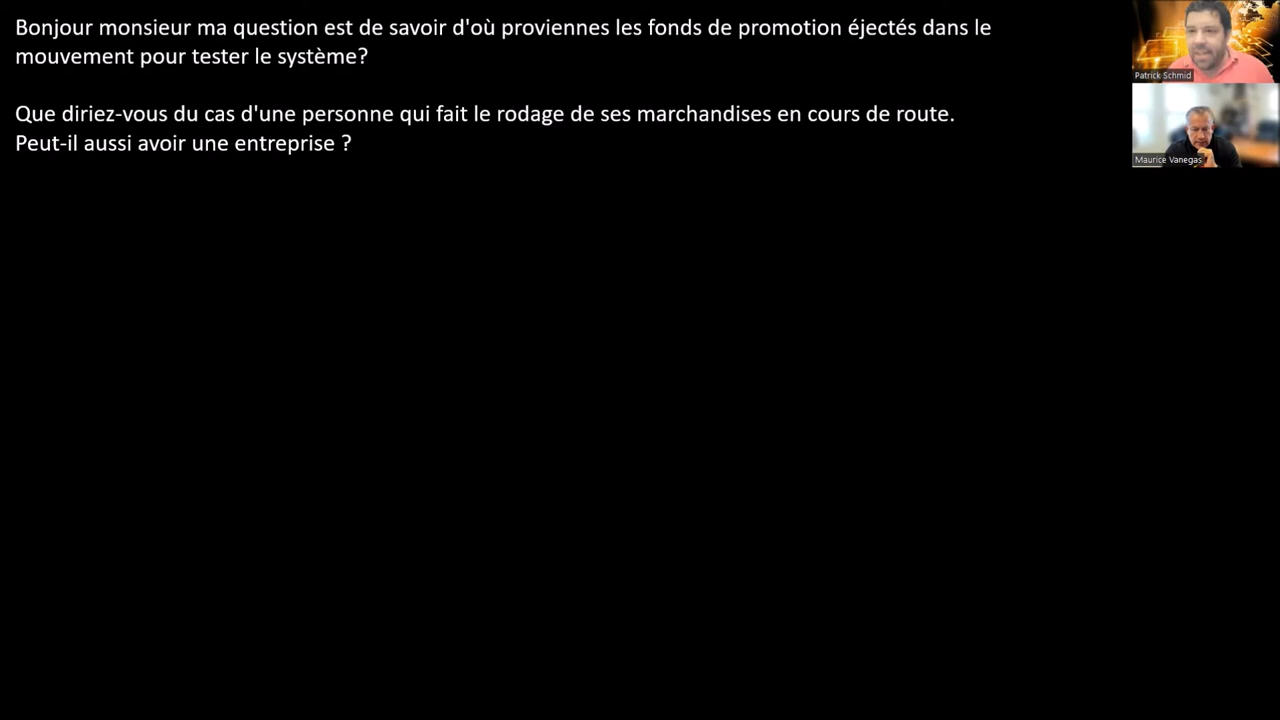 Bonjour monsieur ma question est de savoir d'où proviennes les fonds de promotion éjectés dans le
mouvement pour tester le système?
Que diriez-vous du cas d'une personne qui fait le rodage de ses marchandises en cours de route.
Peut-il aussi avoir une entreprise ?
Patrick Schmid
Maurice Vanegas